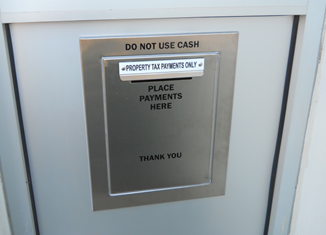 DO NOT USE CASH
PROPERTY TAX PAYMENTS ONLY
PLACE
PAYMENTS
HERE
THANK YOU